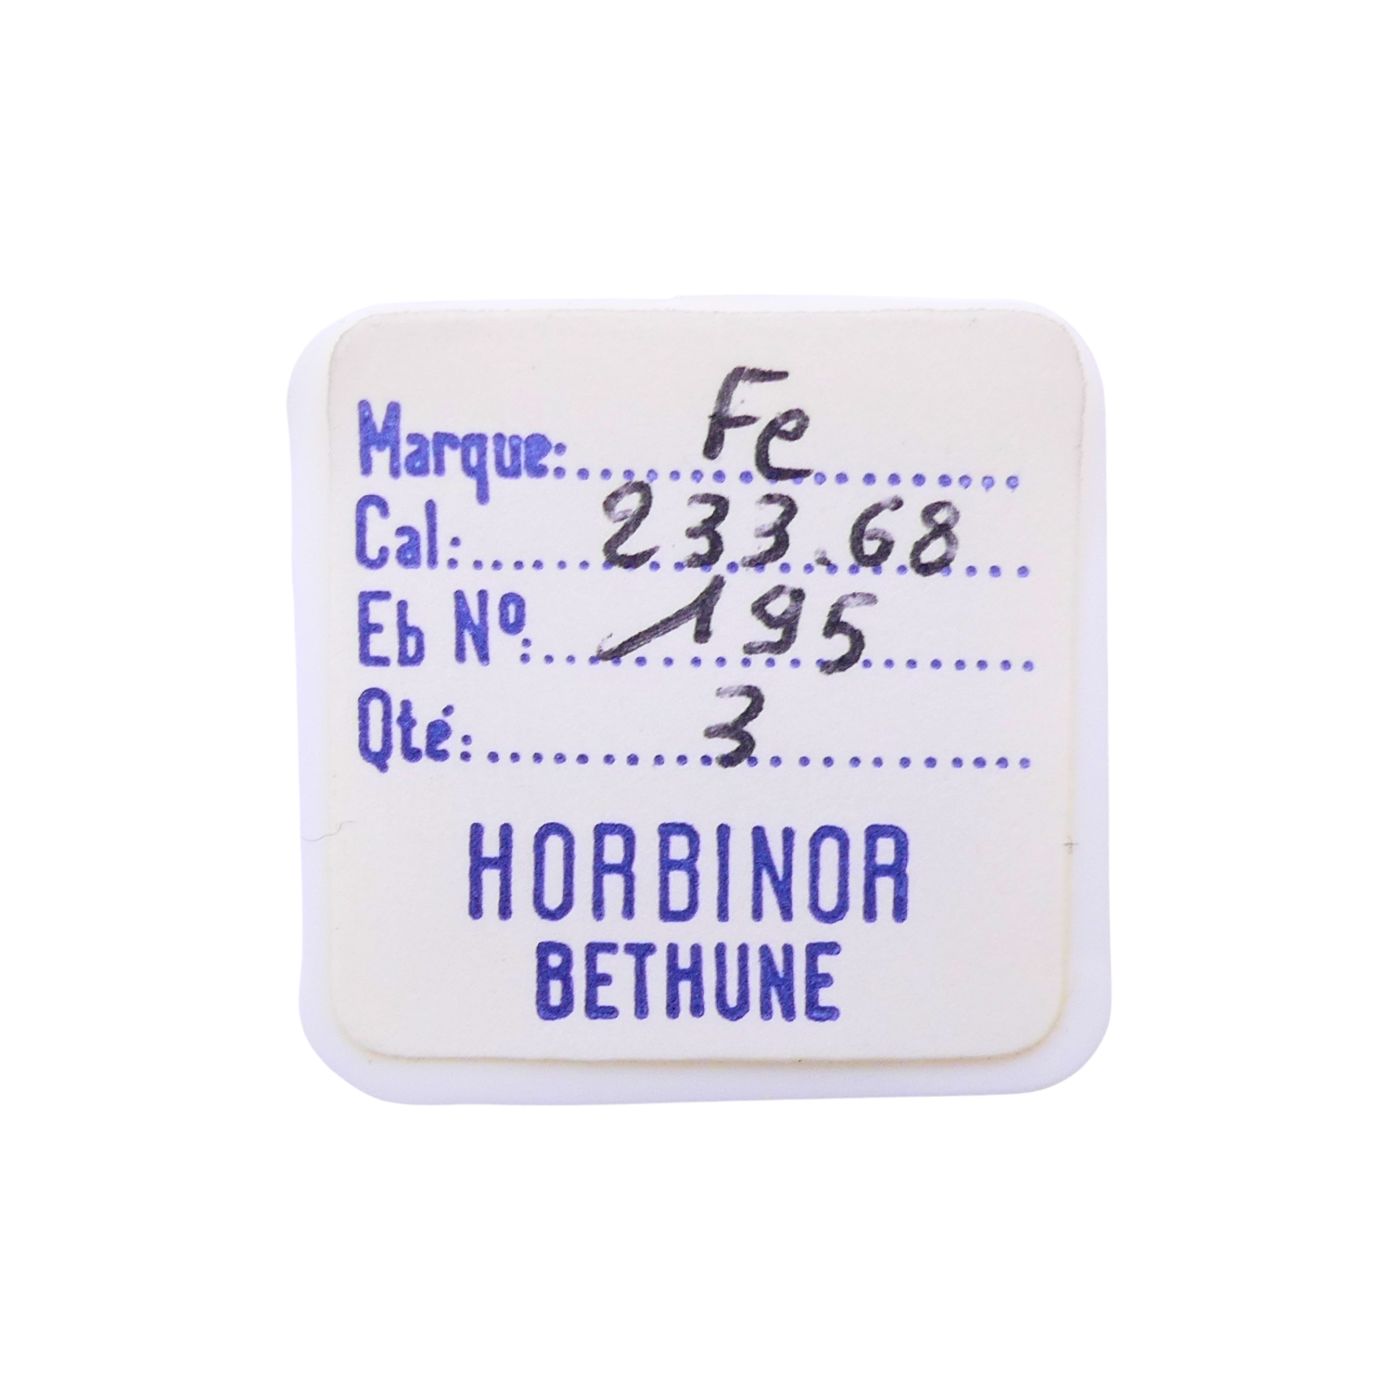 Marque: Fe
Cal: 233.68
Eb Nº: 195
Qté: 3
HORBINOR
BETHUNE